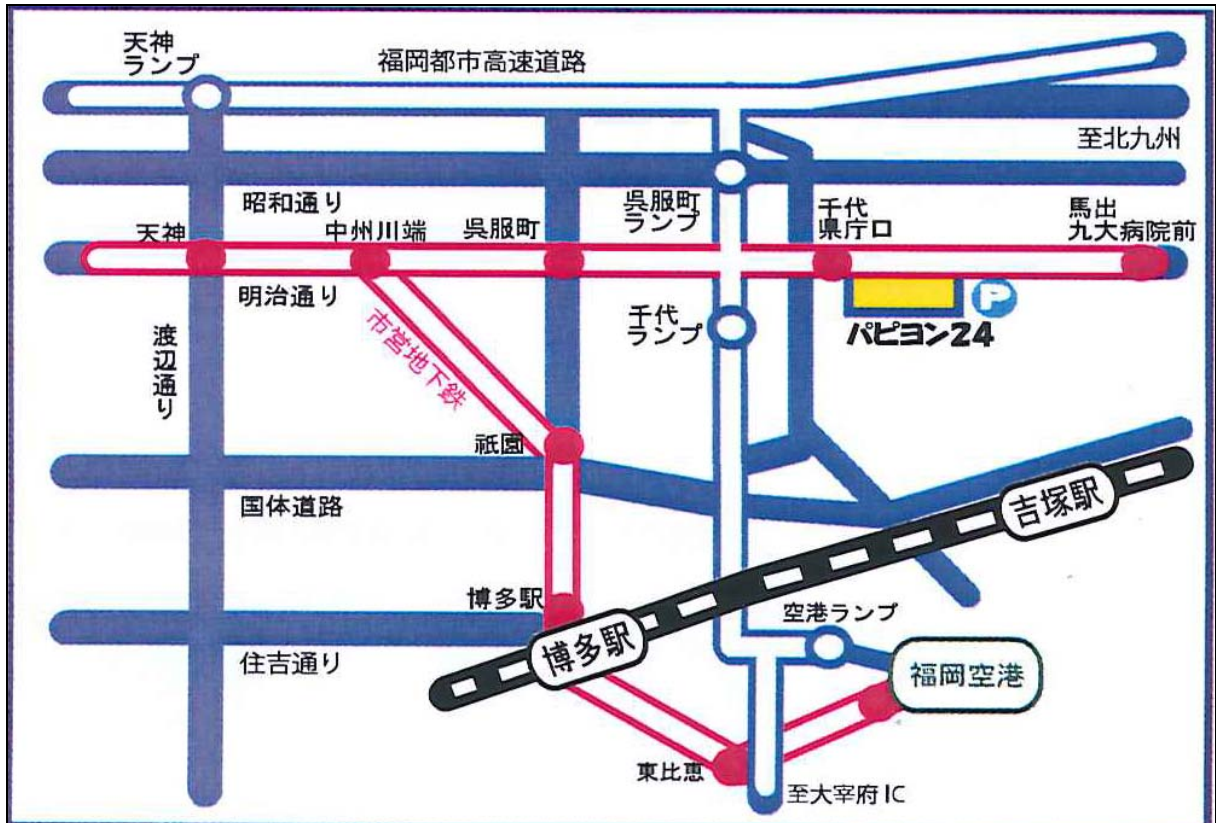 天神
ランプ
福岡都市高速道路
至北九州
昭和通り
呉服町
ランプ
千代
県庁口
馬出
九大病院前
天神
中州川端
呉服町
明治通り
千代
ランプ
P
パピヨン24
渡辺通り
市営地下鉄
祇園
国体道路
吉塚駅
博多駅
空港ランプ
住吉通り
博多駅
福岡空港
東比恵
至大宰府IC